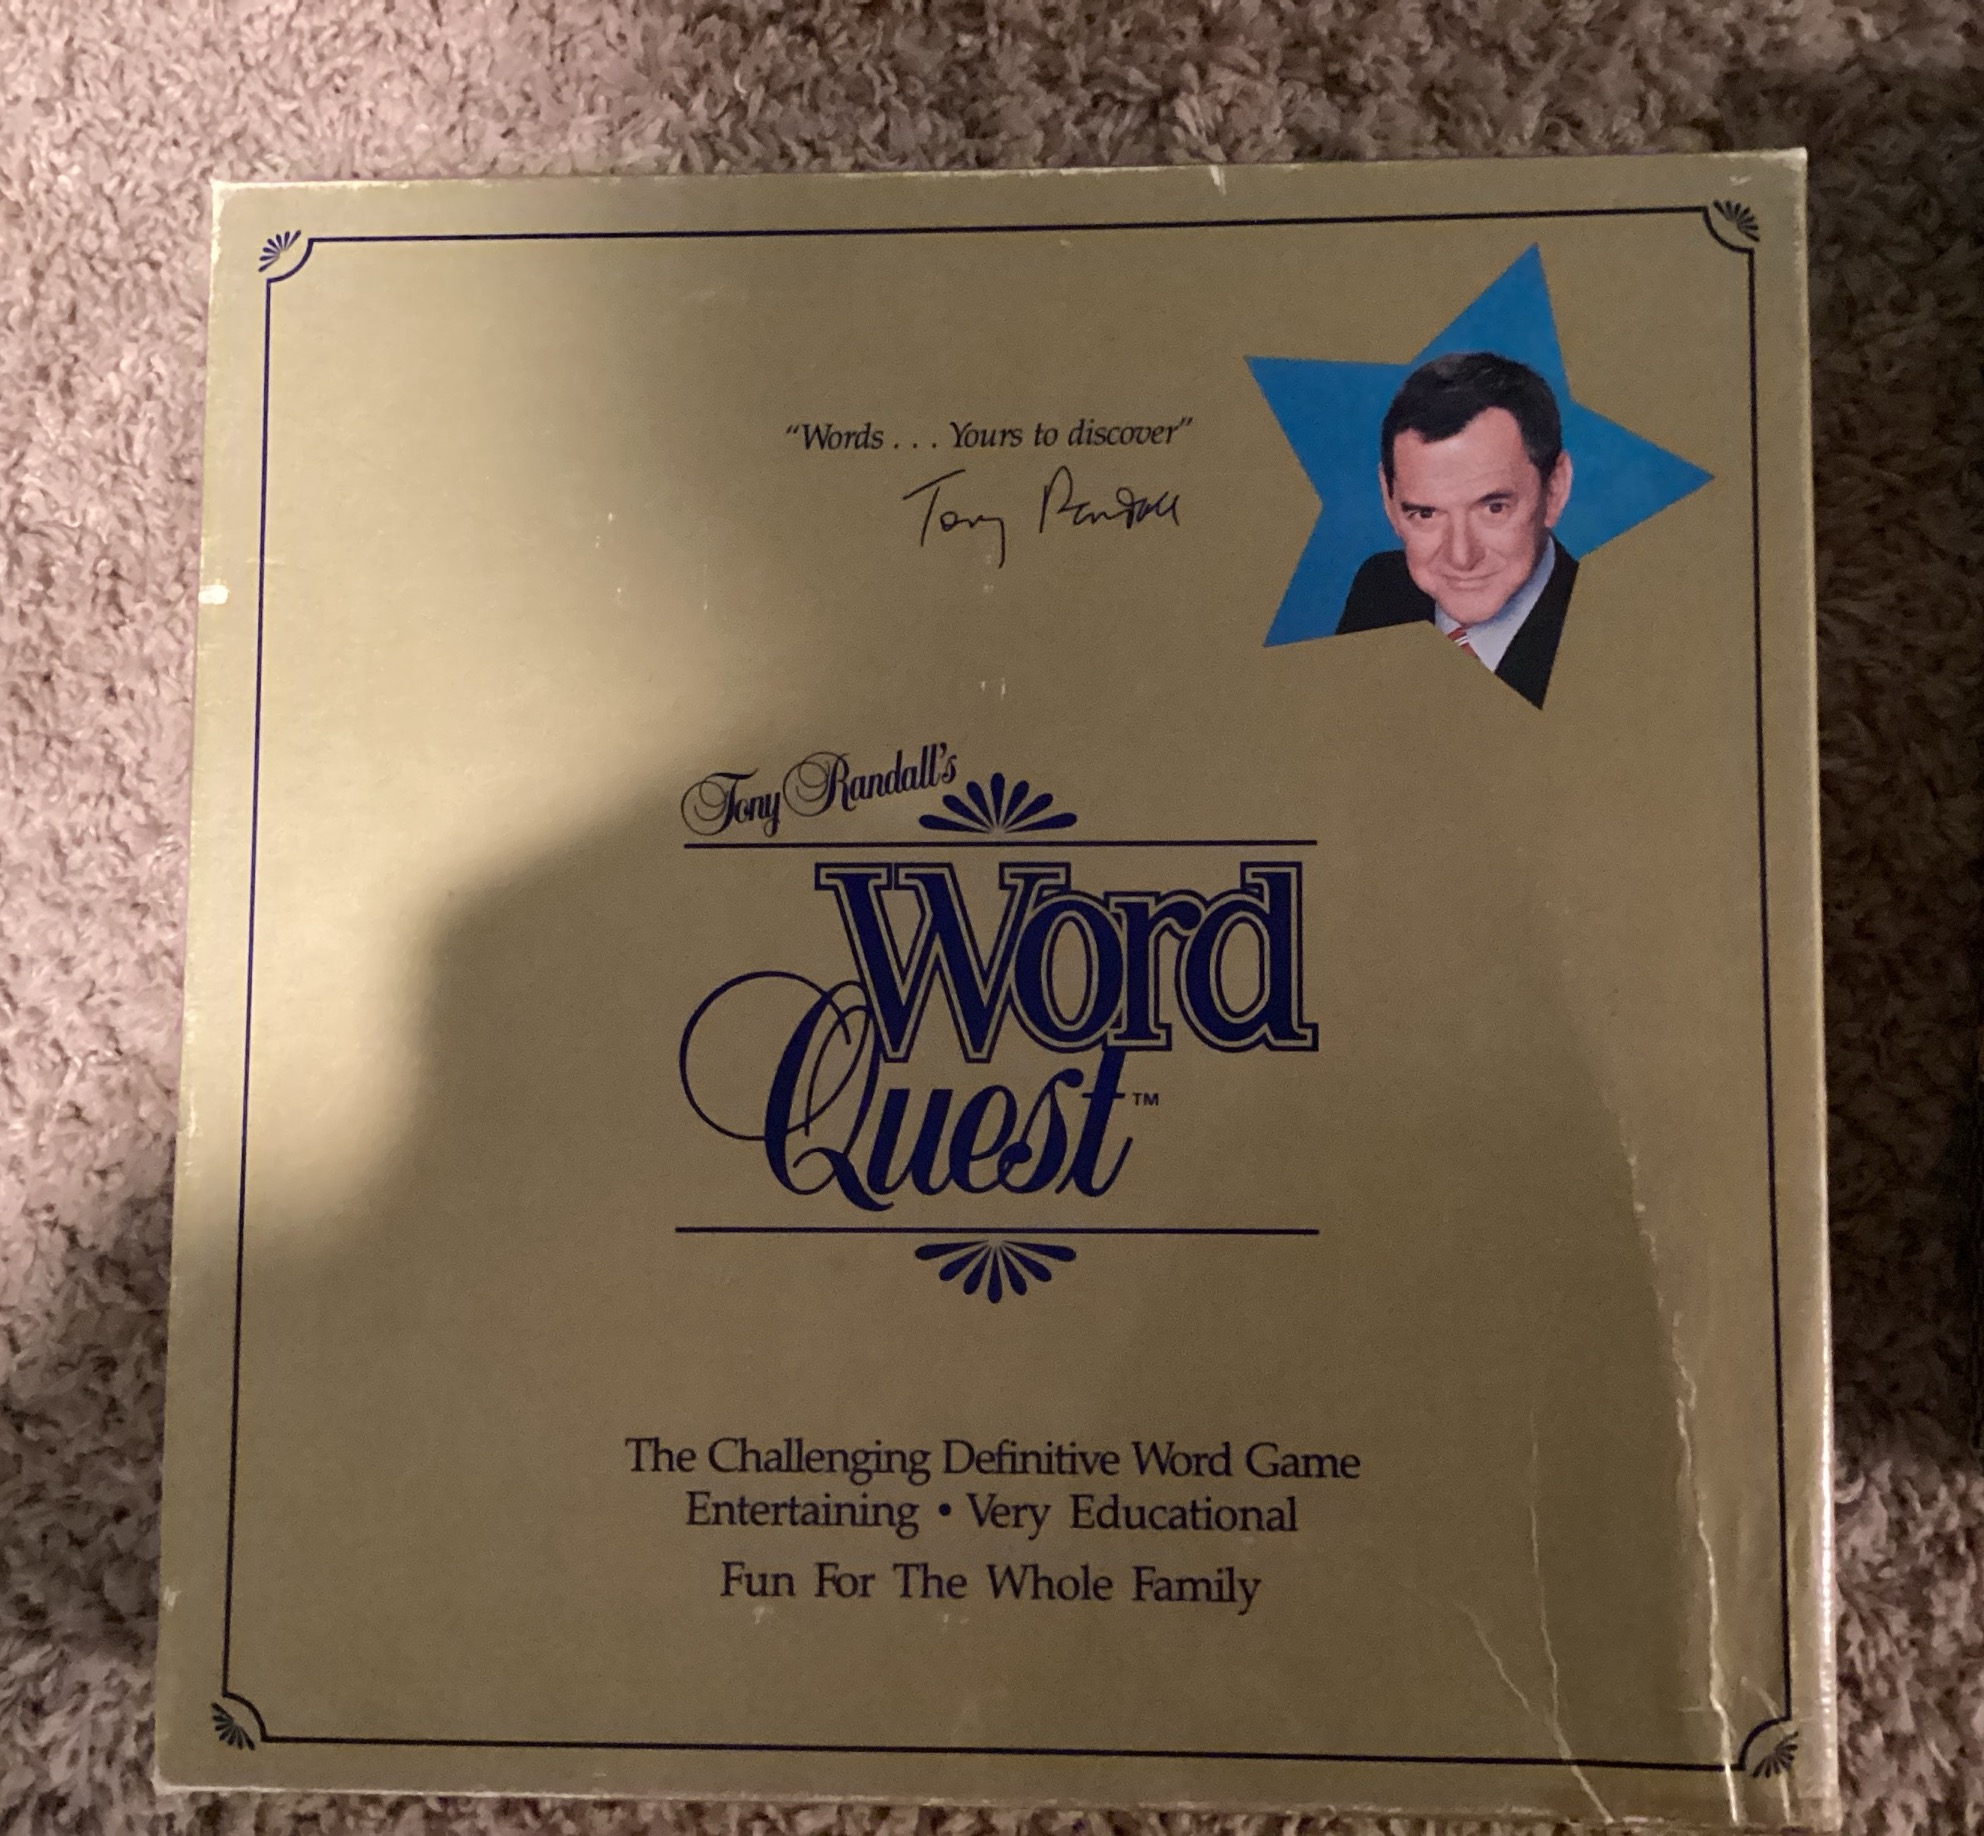 "Words . . . Yours to discover"
Tony Randall
Tony Randall's
Word
Quest™
The Challenging Definitive Word Game
Entertaining • Very Educational
Fun For The Whole Family